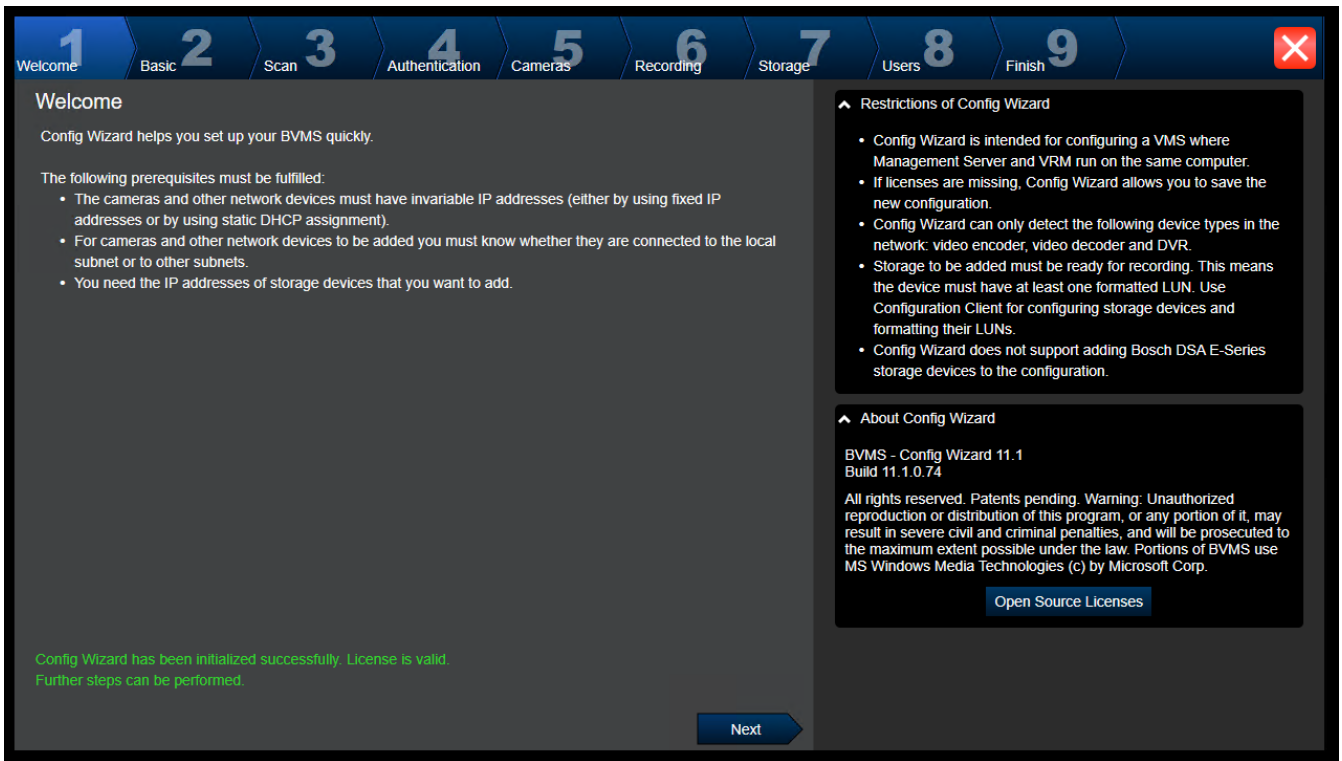 1
Welcome
2
Basic
3
Scan
4
Authentication
5
Cameras
6
Recording
7
Storage
8
Users
9
Finish
Welcome
Config Wizard helps you set up your BVMS quickly.
The following prerequisites must be fulfilled:
• The cameras and other network devices must have invariable IP addresses (either by using fixed IP
addresses or by using static DHCP assignment).
• For cameras and other network devices to be added you must know whether they are connected to the local
subnet or to other subnets.
• You need the IP addresses of storage devices that you want to add.
Config Wizard has been initialized successfully. License is valid.
Further steps can be performed.
Next
Restrictions of Config Wizard
• Config Wizard is intended for configuring a VMS where
Management Server and VRM run on the same computer.
• If licenses are missing, Config Wizard allows you to save the
new configuration.
• Config Wizard can only detect the following device types in the
network: video encoder, video decoder and DVR.
• Storage to be added must be ready for recording. This means
the device must have at least one formatted LUN. Use
Configuration Client for configuring storage devices and
formatting their LUNs.
• Config Wizard does not support adding Bosch DSA E-Series
storage devices to the configuration.
About Config Wizard
BVMS - Config Wizard 11.1
Build 11.1.0.74
All rights reserved. Patents pending. Warning: Unauthorized
reproduction or distribution of this program, or any portion of it, may
result in severe civil and criminal penalties, and will be prosecuted to
the maximum extent possible under the law. Portions of BVMS use
MS Windows Media Technologies (c) by Microsoft Corp.
Open Source Licenses